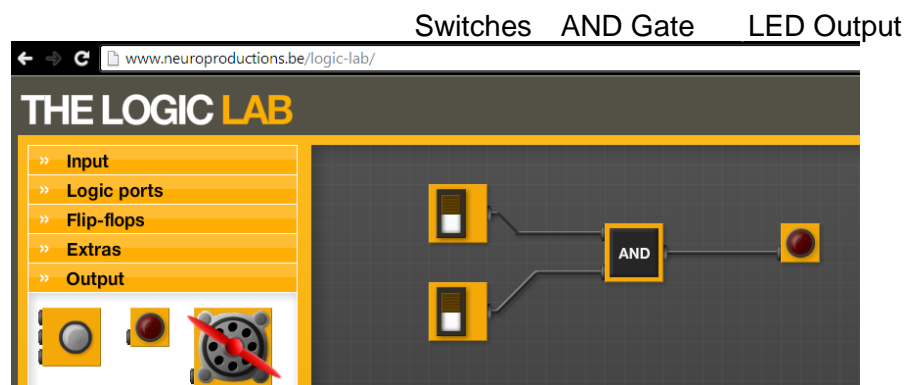 Switches AND Gate LED Output
www.neuroproductions.be/logic-lab/
THE LOGIC LAB
» Input
» Logic ports
» Flip-flops
» Extras
» Output
AND